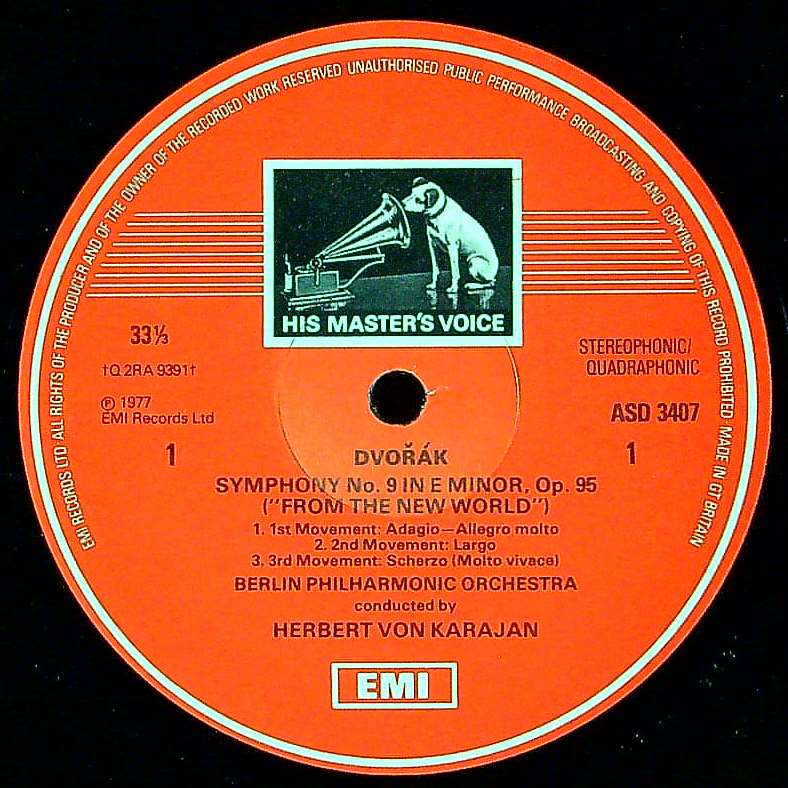 EMI RECORDS LTD ALL RIGHTS OF THE PRODUCER AND OF THE OWNER OF THE RECORDED WORK RESERVED UNAUTHORISED PUBLIC PERFORMANCE BROADCASTING AND COPYING OF THIS RECORD PROHIBITED MADE IN GT BRITAIN
HIS MASTER'S VOICE
33⅓
STEREOPHONIC/
QUADRAPHONIC
†Q 2RA 9391†
℗ 1977
EMI Records Ltd
ASD 3407
1
1
DVOŘÁK
SYMPHONY No. 9 IN E MINOR, Op. 95
("FROM THE NEW WORLD")
1. 1st Movement: Adagio—Allegro molto
2. 2nd Movement: Largo
3. 3rd Movement: Scherzo (Molto vivace)
BERLIN PHILHARMONIC ORCHESTRA
conducted by
HERBERT VON KARAJAN
EMI